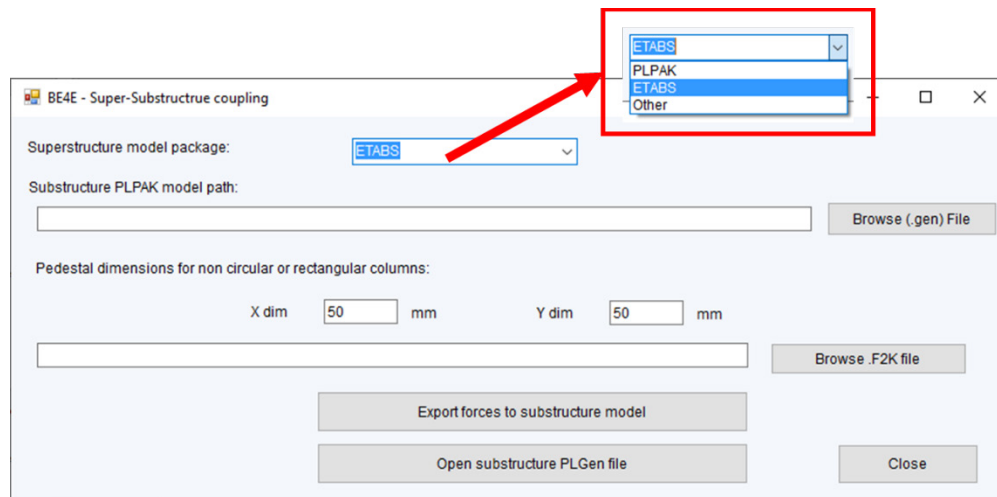 ETABS
PLPAK
ETABS
Other
BE4E - Super-Substructrue coupling
Superstructure model package:
ETABS
Substructure PLPAK model path:
Browse (.gen) File
Pedestal dimensions for non circular or rectangular columns:
X dim 50 mm Y dim 50 mm
Browse .F2K file
Export forces to substructure model
Open substructure PLGen file Close